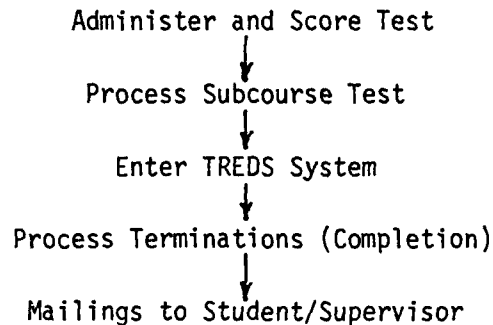 Administer and Score Test
Process Subcourse Test
Enter TREDS System
Process Terminations (Completion)
Mailings to Student/Supervisor